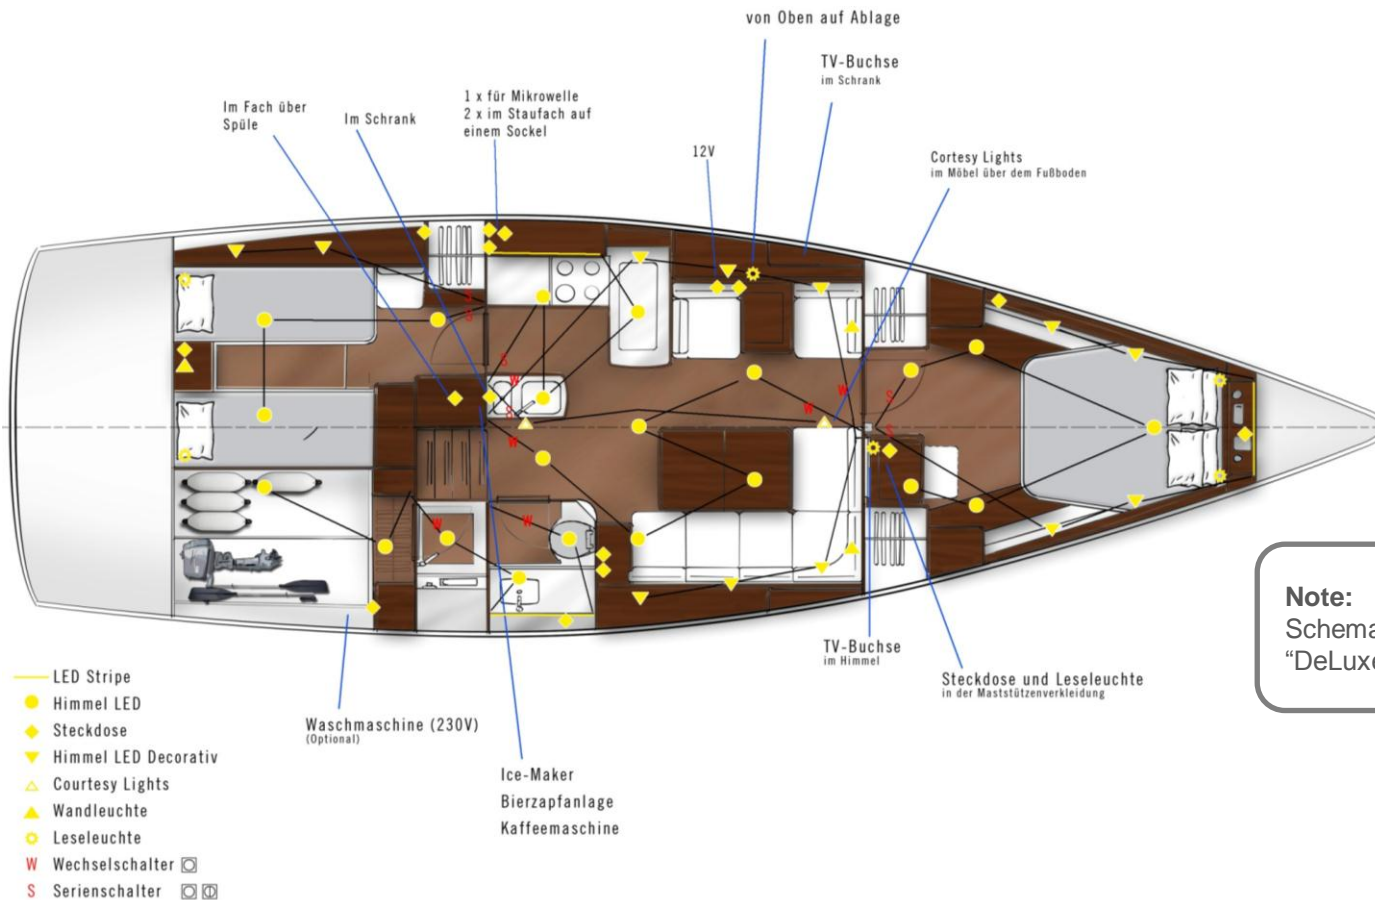 von Oben auf Ablage
TV-Buchse
im Schrank
1 x für Mikrowelle
2 x im Staufach auf
einem Sockel
Im Fach über
Spüle
Im Schrank
12V
Cortesy Lights
im Möbel über dem Fußboden
S
S
S
W
S
W
W
W
S
S
W
W
Note:
Schema
“DeLuxe
TV-Buchse
im Himmel
Steckdose und Leseleuchte
in der Maststützenverkleidung
Waschmaschine (230V)
(Optional)
Ice-Maker
Bierzapfanlage
Kaffeemaschine
LED Stripe
Himmel LED
Steckdose
Himmel LED Decorativ
Courtesy Lights
Wandleuchte
Leseleuchte
W Wechselschalter
S Serienschalter